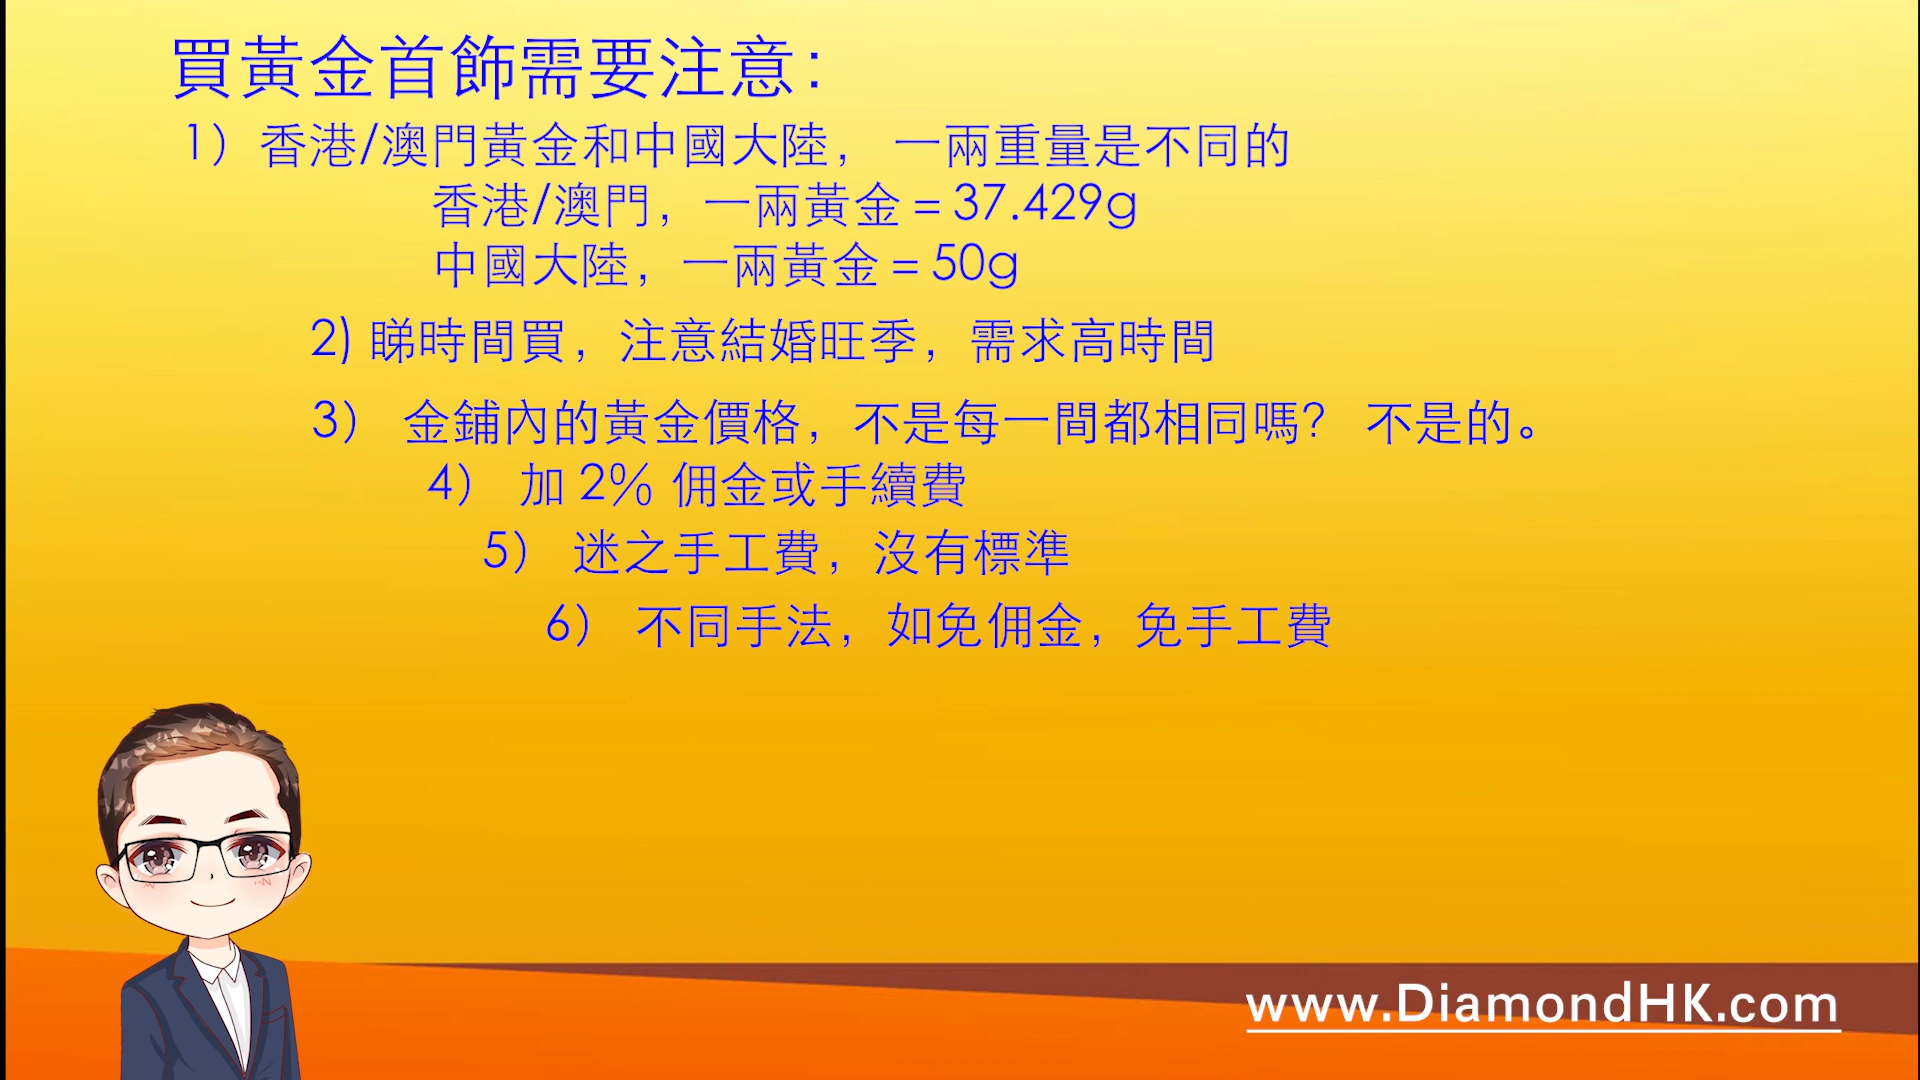 買黃金首飾需要注意：
1） 香港/澳門黃金和中國大陸， 一兩重量是不同的
香港/澳門，一兩黃金＝37.429g
中國大陸，一兩黃金＝50g
2) 睇時間買，注意結婚旺季，需求高時間
3） 金鋪內的黃金價格，不是每一間都相同嗎？ 不是的。
4） 加 2% 佣金或手續費
5） 迷之手工費，沒有標準
6） 不同手法，如免佣金，免手工費
www.DiamondHK.com